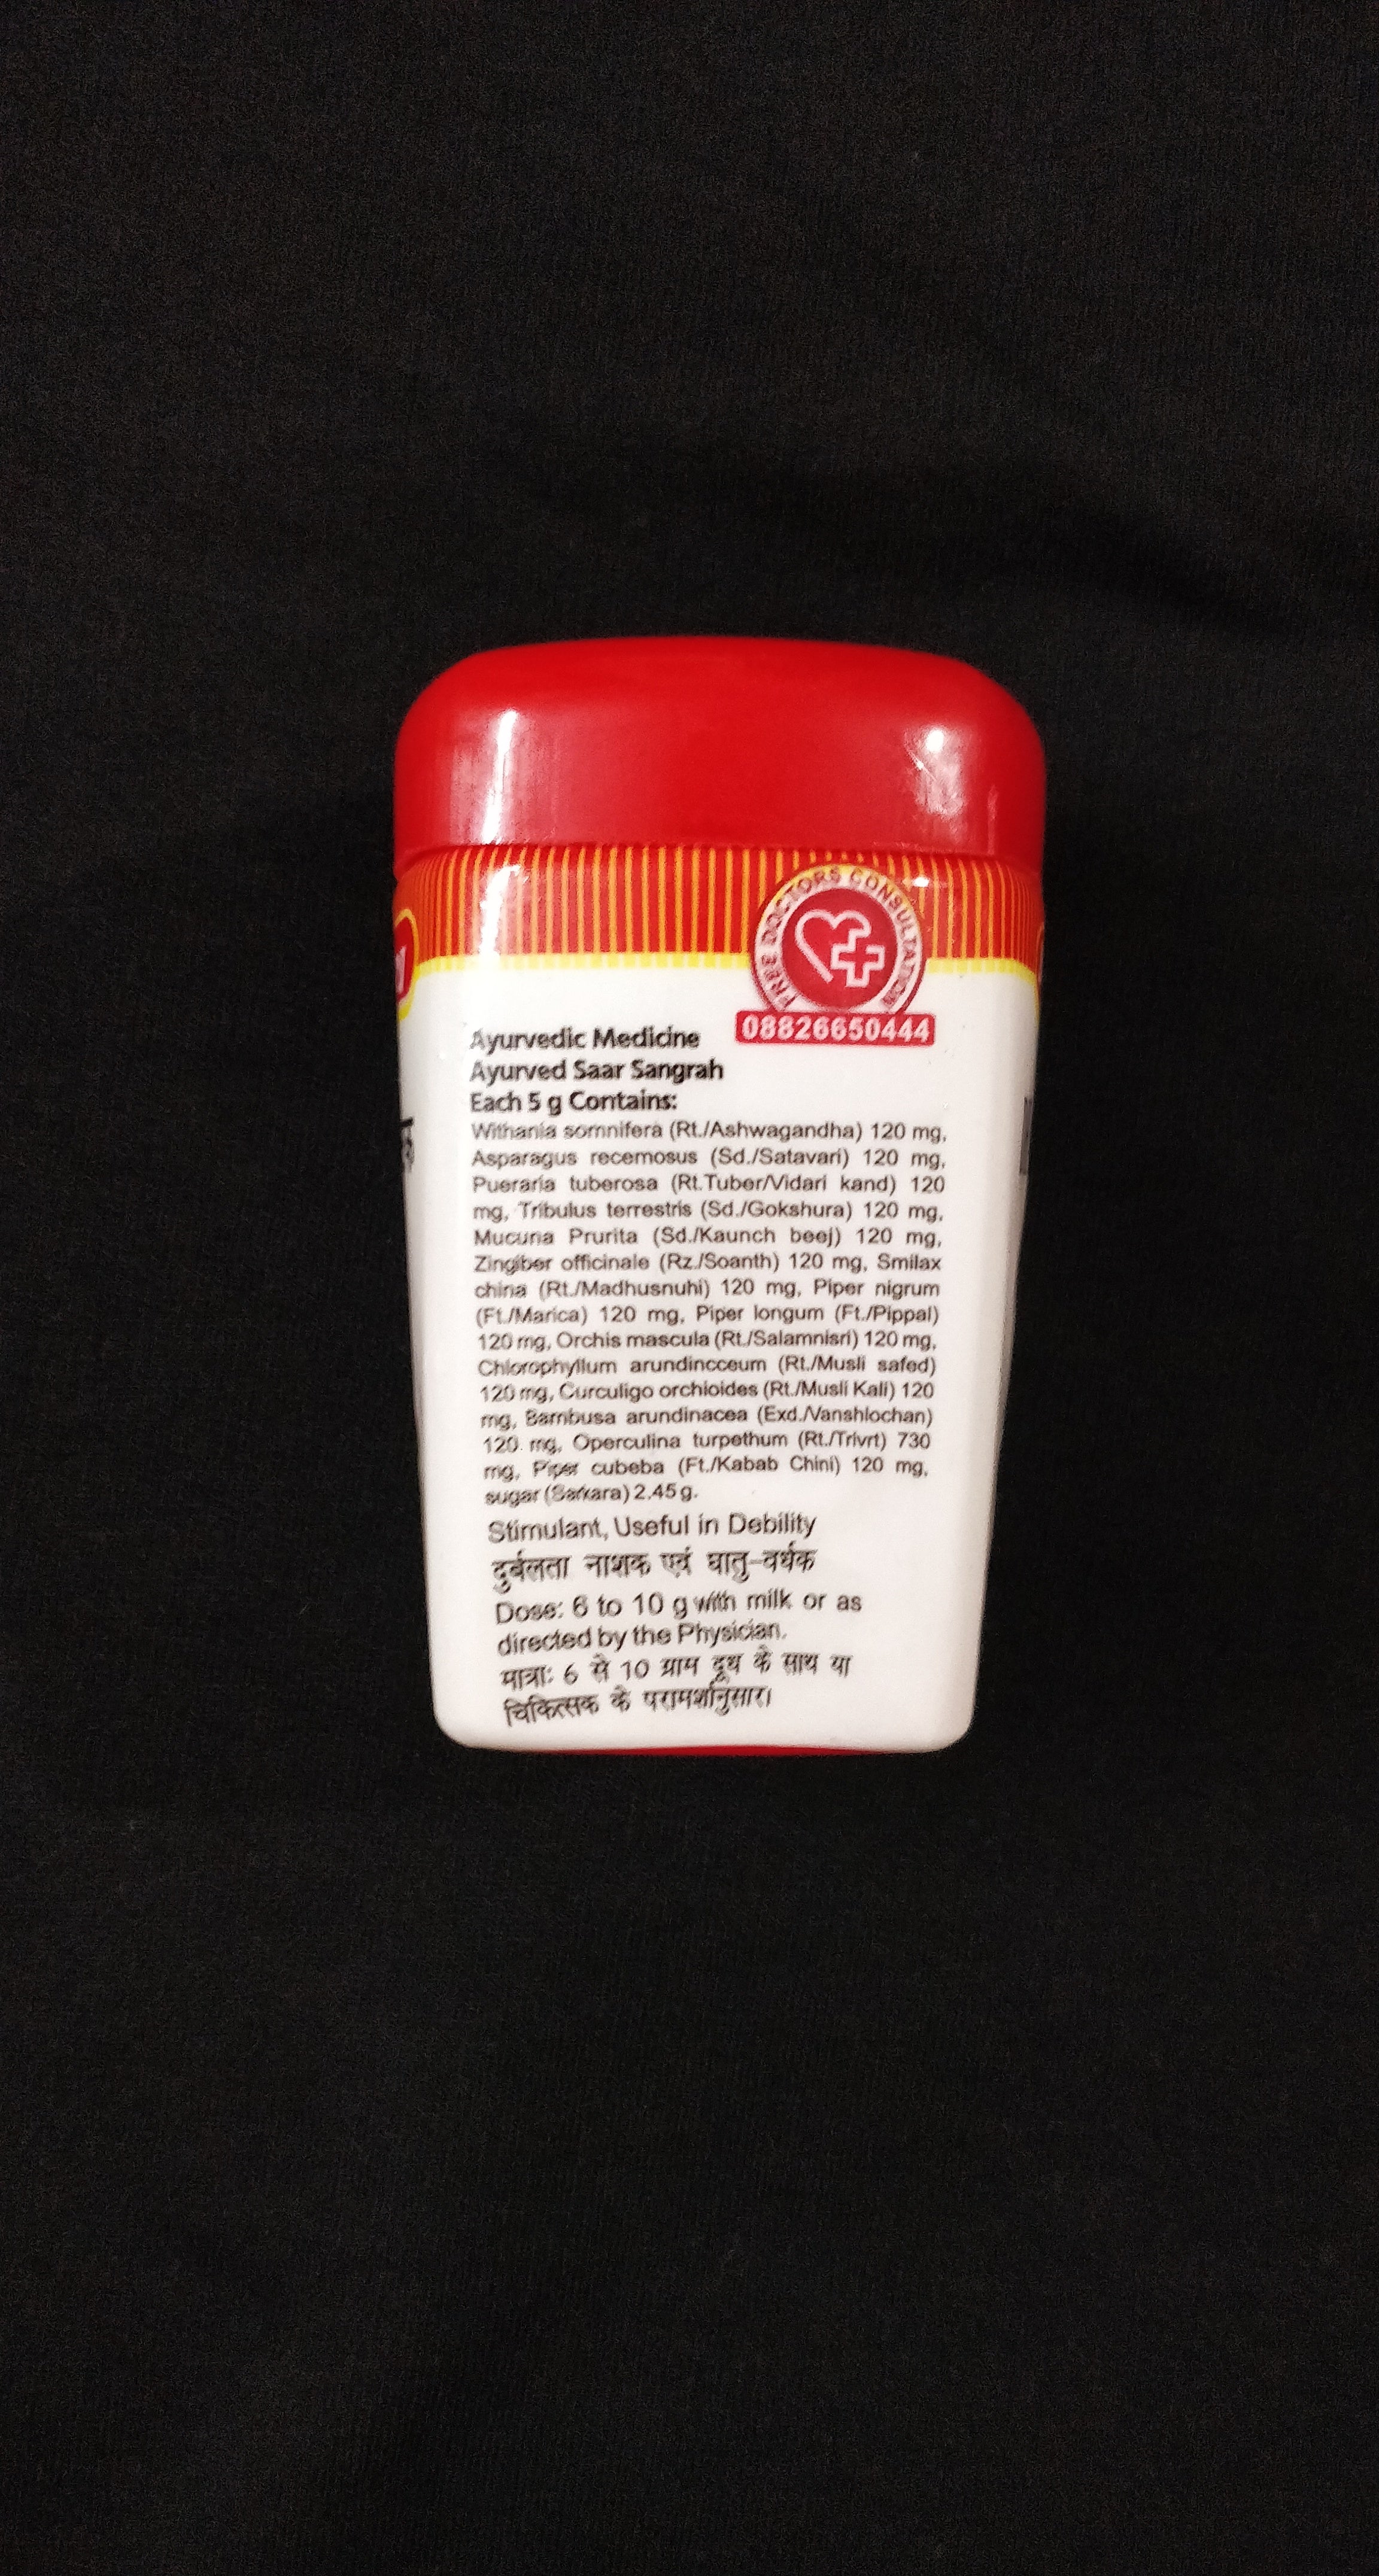 FREE DOCTORS CONSULTATION
08826650444
Ayurvedic Medicine
Ayurved Saar Sangrah
Each 5 g Contains:
Withania somnifera (Rt./Ashwagandha) 120 mg,
Asparagus recemosus (Sd./Satavari) 120 mg,
Pueraria tuberosa (Rt.Tuber/Vidari kand) 120
mg, Tribulus terrestris (Sd./Gokshura) 120 mg,
Mucuna Prurita (Sd./Kaunch beej) 120 mg,
Zingiber officinale (Rz./Soanth) 120 mg, Smilax
china (Rt./Madhusnuhi) 120 mg, Piper nigrum
(Ft./Marica) 120 mg, Piper longum (Ft./Pippal)
120 mg, Orchis mascula (Rt./Salamnisri) 120 mg,
Chlorophyllum arundincceum (Rt./Musli safed)
120 mg, Curculigo orchioides (Rt./Musli Kali) 120
mg, Bambusa arundinacea (Exd./Vanshlochan)
120 mg, Operculina turpethum (Rt./Trivrt) 730
mg, Piper cubeba (Ft./Kabab Chini) 120 mg,
sugar (Sarkara) 2.45 g.
Stimulant, Useful in Debility
दुर्बलता नाशक एवं धातु-वर्धक
Dose: 6 to 10 g with milk or as
directed by the Physician.
मात्राः 6 से 10 ग्राम दूध के साथ या
चिकित्सक के परामर्शानुसार।